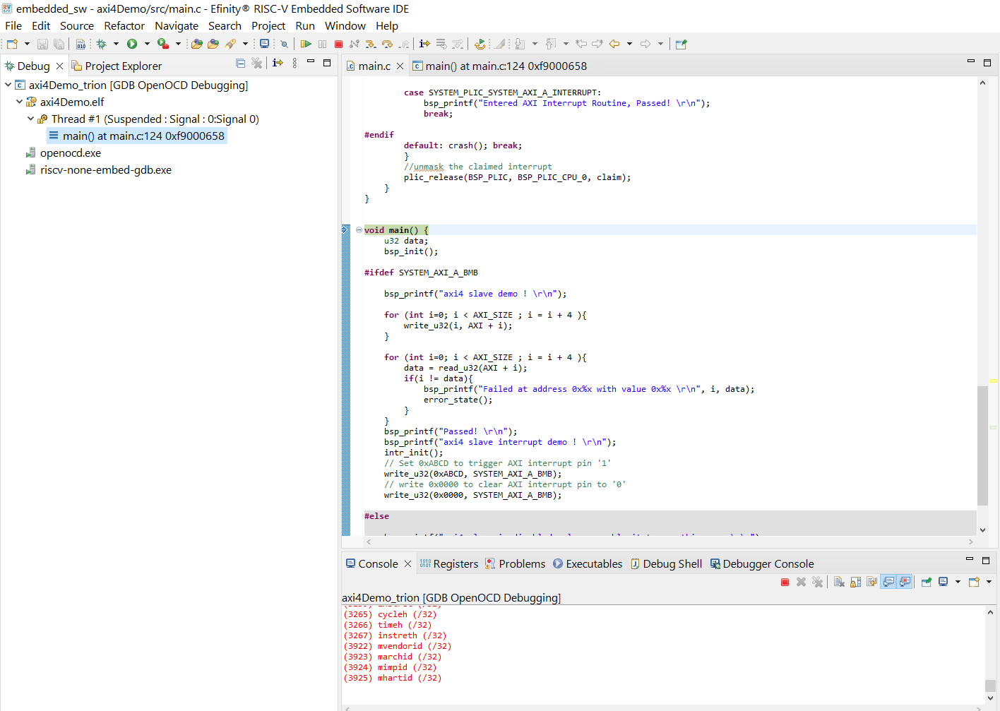 embedded_sw - axi4Demo/src/main.c - Efinity® RISC-V Embedded Software IDE
File Edit Source Refactor Navigate Search Project Run Window Help
Debug Project Explorer
axi4Demo_trion [GDB OpenOCD Debugging]
axi4Demo.elf
Thread #1 (Suspended : Signal : 0:Signal 0)
main() at main.c:124 0xf9000658
openocd.exe
riscv-none-embed-gdb.exe
main.c main() at main.c:124 0xf9000658
case SYSTEM_PLIC_SYSTEM_AXI_A_INTERRUPT:
bsp_printf("Entered AXI Interrupt Routine, Passed! \r\n");
break;
#endif
default: crash(); break;
}
//unmask the claimed interrupt
plic_release(BSP_PLIC, BSP_PLIC_CPU_0, claim);
}
}
void main() {
u32 data;
bsp_init();
#ifdef SYSTEM_AXI_A_BMB
bsp_printf("axi4 slave demo ! \r\n");
for (int i=0; i < AXI_SIZE ; i = i + 4 ){
write_u32(i, AXI + i);
}
for (int i=0; i < AXI_SIZE ; i = i + 4 ){
data = read_u32(AXI + i);
if(i != data){
bsp_printf("Failed at address 0x%x with value 0x%x \r\n", i, data);
error_state();
}
}
bsp_printf("Passed! \r\n");
bsp_printf("axi4 slave interrupt demo ! \r\n");
intr_init();
// Set 0xABCD to trigger AXI interrupt pin '1'
write_u32(0xABCD, SYSTEM_AXI_A_BMB);
// write 0x0000 to clear AXI interrupt pin to '0'
write_u32(0x0000, SYSTEM_AXI_A_BMB);
#else
Console Registers Problems Executables Debug Shell Debugger Console
axi4Demo_trion [GDB OpenOCD Debugging]
(3265) cycleh (/32)
(3266) timeh (/32)
(3267) instreth (/32)
(3922) mvendorid (/32)
(3923) marchid (/32)
(3924) mimpid (/32)
(3925) mhartid (/32)